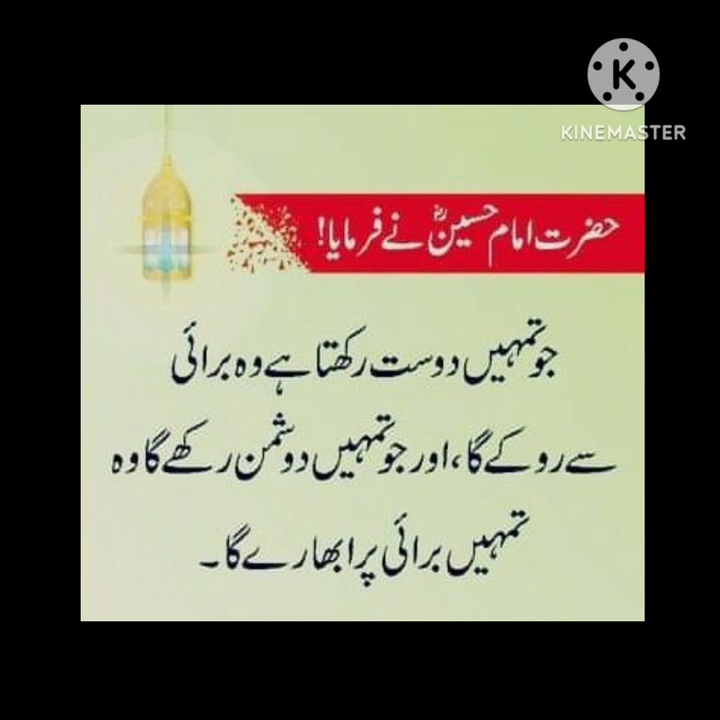 KINEMASTER
حضرت امام حسینؓ نے فرمایا!
جو تمہیں دوست رکھتا ہے وہ برائی
سے روکے گا، اور جو تمہیں دشمن رکھے گا وہ
تمہیں برائی پر ابھارے گا۔